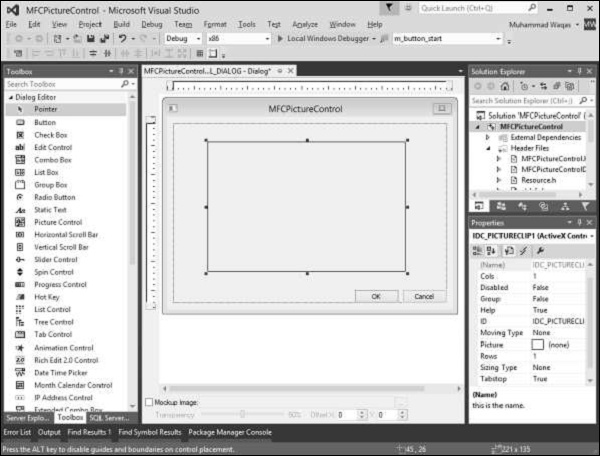 MFCPictureControl - Microsoft Visual Studio
Quick Launch (Ctrl+Q)
File Edit View Project Build Debug Team Format Tools Test Analyze Window Help
Muhammad Waqas
MW
Debug x86 Local Windows Debugger m_button_start
Toolbox
Search Toolbox
Dialog Editor
Pointer
Button
Check Box
Edit Control
Combo Box
List Box
Group Box
Radio Button
Static Text
Picture Control
Horizontal Scroll Bar
Vertical Scroll Bar
Slider Control
Spin Control
Progress Control
Hot Key
List Control
Tree Control
Tab Control
Animation Control
Rich Edit 2.0 Control
Date Time Picker
Month Calendar Control
IP Address Control
Extended Combo Box
Server Explo... Toolbox SQL Server...
MFCPictureControl...L_DIALOG - Dialog*
MFCPictureControl
OK Cancel
Mockup Image:
Transparency 50% Offset X: 0 Y: 0
Solution Explorer
Search Solution Explorer (Ctrl+;)
Solution 'MFCPictureControl' (
MFCPictureControl
External Dependencies
Header Files
MFCPictureControl.
MFCPictureControlD
Resource.h
Properties
IDC_PICTURECLIP1 (ActiveX Contr
(Name) IDC_PICTURECLI
Cols 1
Disabled False
Group False
Help True
ID IDC_PICTURECLI
Moving Type None
Picture (none)
Rows 1
Sizing Type None
Tabstop True
(Name)
this is the name.
Error List Output Find Results 1 Find Symbol Results Package Manager Console
Press the ALT key to disable guides and boundaries on control placement.
45, 26
221 x 135